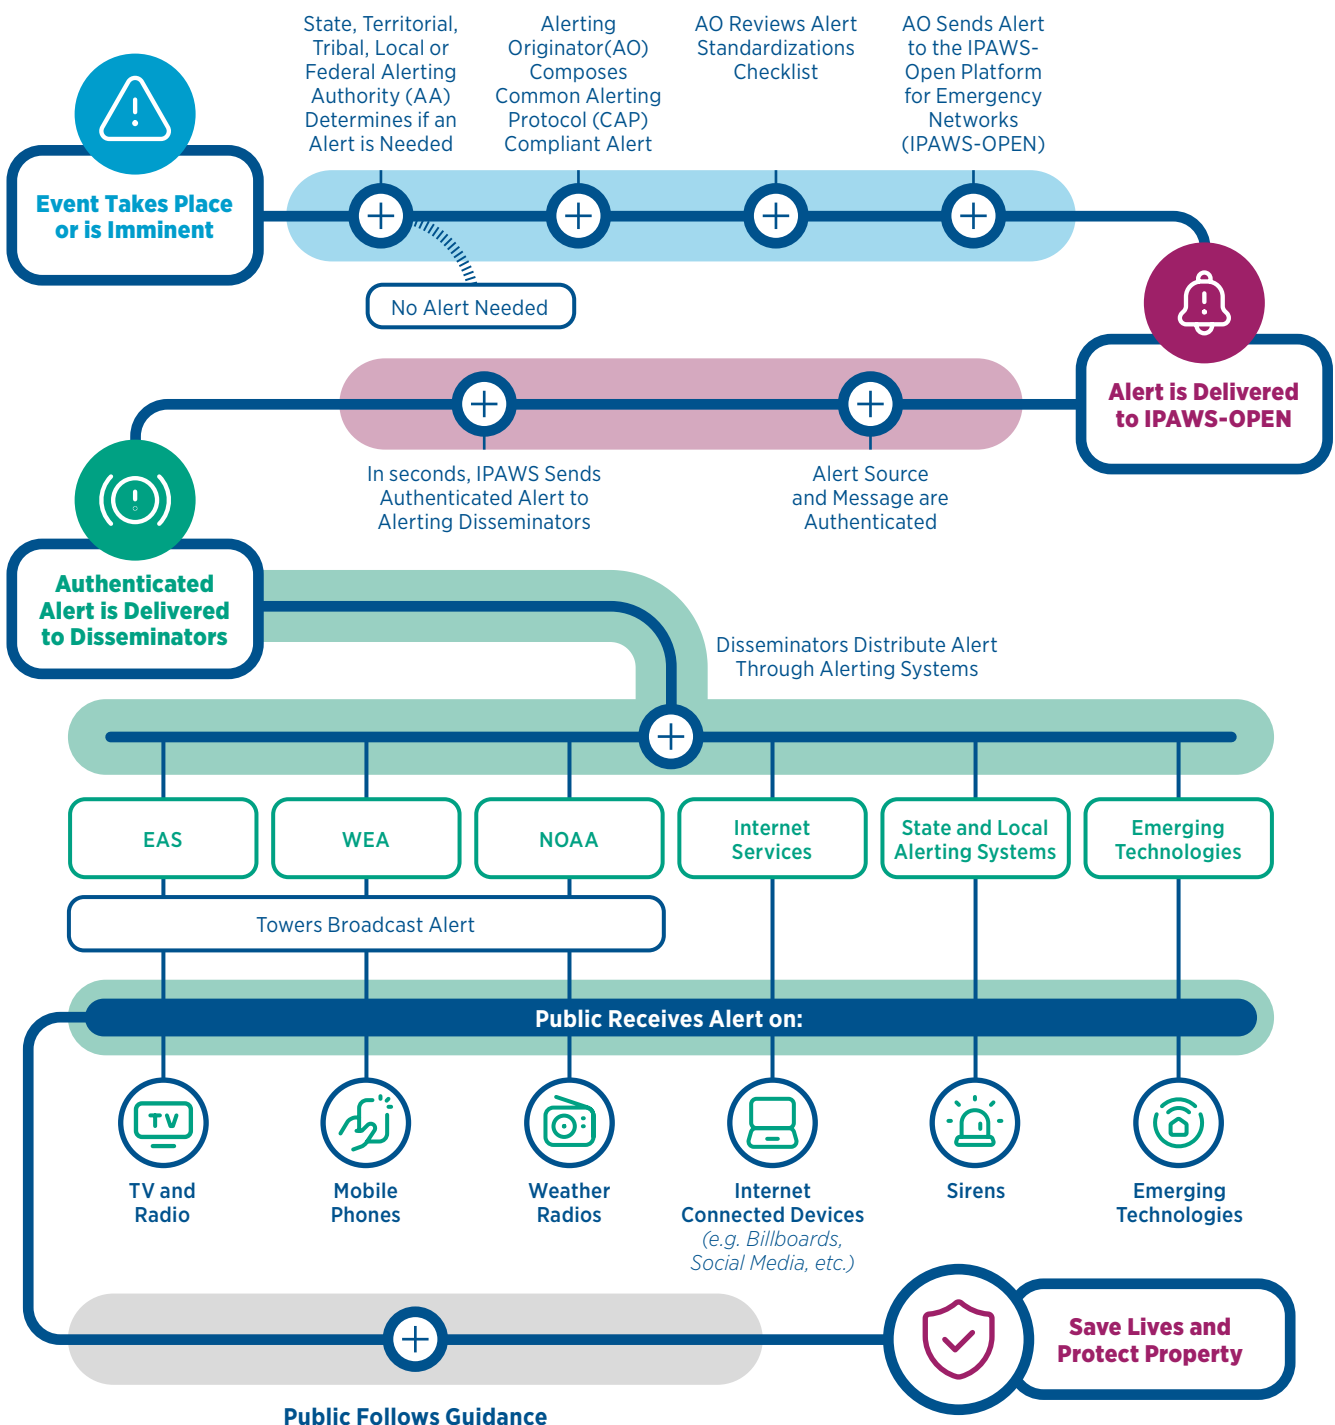 State, Territorial,
Tribal, Local or
Federal Alerting
Authority (AA)
Determines if an
Alert is Needed
Alerting
Originator(AO)
Composes
Common Alerting
Protocol (CAP)
Compliant Alert
AO Reviews Alert
Standardizations
Checklist
AO Sends Alert
to the IPAWS-
Open Platform
for Emergency
Networks
(IPAWS-OPEN)
Event Takes Place
or is Imminent
No Alert Needed
Alert is Delivered
to IPAWS-OPEN
In seconds, IPAWS Sends
Authenticated Alert to
Alerting Disseminators
Alert Source
and Message are
Authenticated
Authenticated
Alert is Delivered
to Disseminators
Disseminators Distribute Alert
Through Alerting Systems
EAS
WEA
NOAA
Internet
Services
State and Local
Alerting Systems
Emerging
Technologies
Towers Broadcast Alert
Public Receives Alert on:
TV
TV and
Radio
Mobile
Phones
Weather
Radios
Internet
Connected Devices
(e.g. Billboards,
Social Media, etc.)
Sirens
Emerging
Technologies
Save Lives and
Protect Property
Public Follows Guidance